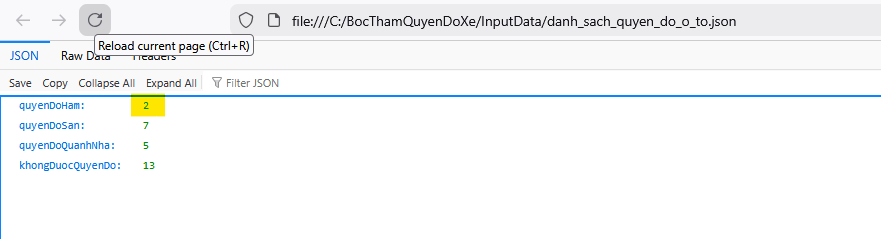 file:///C:/BocThamQuyenDoXe/InputData/danh_sach_quyen_do_o_to.json
Reload current page (Ctrl+R)
JSON Raw Data Headers
Save Copy Collapse All Expand All Filter JSON
quyenDoHam: 2
quyenDoSan: 7
quyenDoQuanhNha: 5
khongDuocQuyenDo: 13